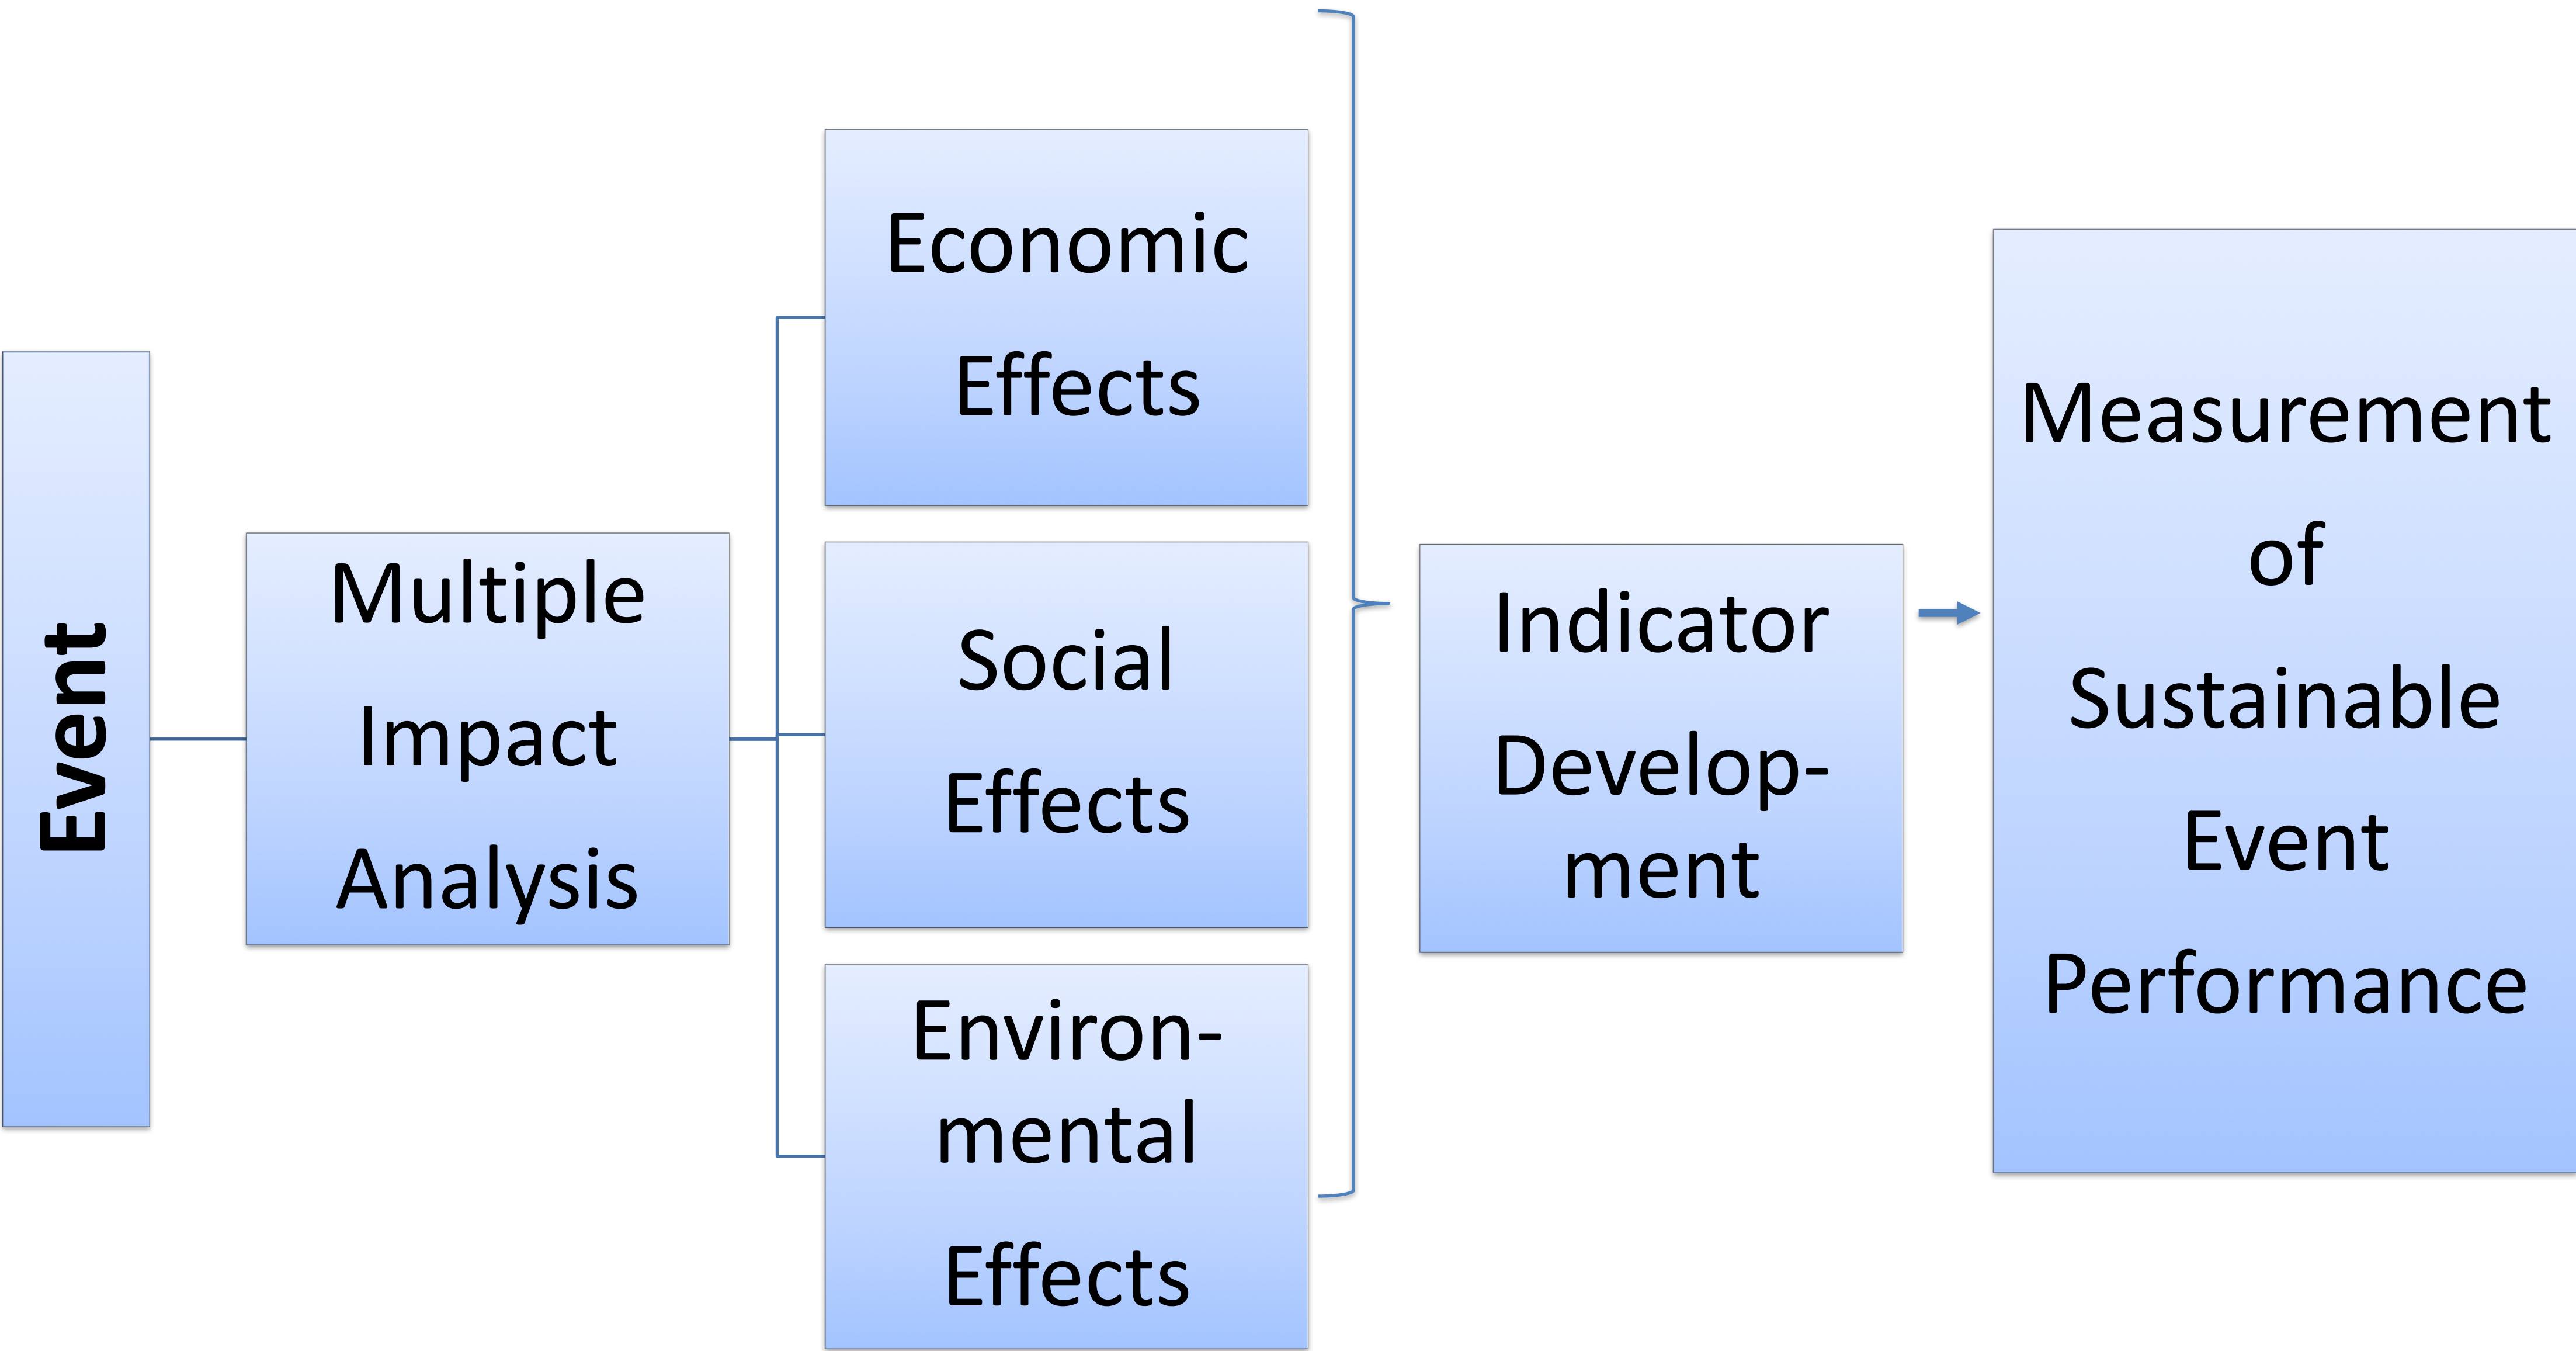 Event
Multiple
Impact
Analysis
Economic
Effects
Social
Effects
Environ-
mental
Effects
Indicator
Develop-
ment
Measurement
of
Sustainable
Event
Performance